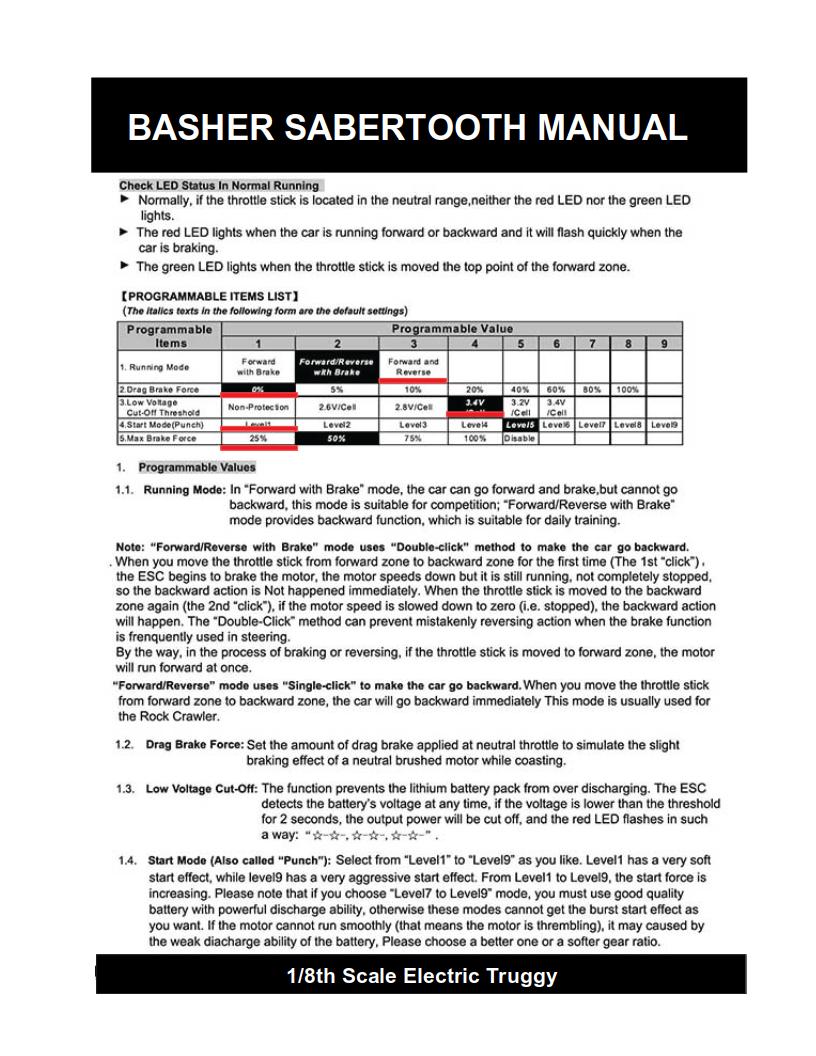 BASHER SABERTOOTH MANUAL
Check LED Status In Normal Running
► Normally, if the throttle stick is located in the neutral range,neither the red LED nor the green LED
lights.
► The red LED lights when the car is running forward or backward and it will flash quickly when the
car is braking.
► The green LED lights when the throttle stick is moved the top point of the forward zone.
【PROGRAMMABLE ITEMS LIST】
(The italics texts in the following form are the default settings)
Programmable Items Programmable Value
1 2 3 4 5 6 7 8 9
1. Running Mode Forward with Brake Forward/Reverse with Brake Forward and Reverse
2.Drag Brake Force 0% 5% 10% 20% 40% 60% 80% 100%
3.Low Voltage Cut-Off Threshold Non-Protection 2.6V/Cell 2.8V/Cell 3.4V /Cell 3.2V /Cell 3.4V /Cell
4.Start Mode(Punch) Level1 Level2 Level3 Level4 Level5 Level6 Level7 Level8 Level9
5.Max Brake Force 25% 50% 75% 100% Disable
1. Programmable Values
1.1. Running Mode: In “Forward with Brake” mode, the car can go forward and brake,but cannot go
backward, this mode is suitable for competition; “Forward/Reverse with Brake”
mode provides backward function, which is suitable for daily training.
Note: “Forward/Reverse with Brake” mode uses “Double-click” method to make the car go backward.
. When you move the throttle stick from forward zone to backward zone for the first time (The 1st “click”) ,
the ESC begins to brake the motor, the motor speeds down but it is still running, not completely stopped,
so the backward action is Not happened immediately. When the throttle stick is moved to the backward
zone again (the 2nd “click”), if the motor speed is slowed down to zero (i.e. stopped), the backward action
will happen. The “Double-Click” method can prevent mistakenly reversing action when the brake function
is frenquently used in steering.
By the way, in the process of braking or reversing, if the throttle stick is moved to forward zone, the motor
will run forward at once.
“Forward/Reverse” mode uses “Single-click” to make the car go backward. When you move the throttle stick
from forward zone to backward zone, the car will go backward immediately This mode is usually used for
the Rock Crawler.
1.2. Drag Brake Force: Set the amount of drag brake applied at neutral throttle to simulate the slight
braking effect of a neutral brushed motor while coasting.
1.3. Low Voltage Cut-Off: The function prevents the lithium battery pack from over discharging. The ESC
detects the battery’s voltage at any time, if the voltage is lower than the threshold
for 2 seconds, the output power will be cut off, and the red LED flashes in such
a way: “☆-☆-, ☆-☆-, ☆-☆-” .
1.4. Start Mode (Also called “Punch”): Select from “Level1” to “Level9” as you like. Level1 has a very soft
start effect, while level9 has a very aggressive start effect. From Level1 to Level9, the start force is
increasing. Please note that if you choose “Level7 to Level9” mode, you must use good quality
battery with powerful discharge ability, otherwise these modes cannot get the burst start effect as
you want. If the motor cannot run smoothly (that means the motor is thrembling), it may caused by
the weak diacharge ability of the battery, Please choose a better one or a softer gear ratio.
1/8th Scale Electric Truggy